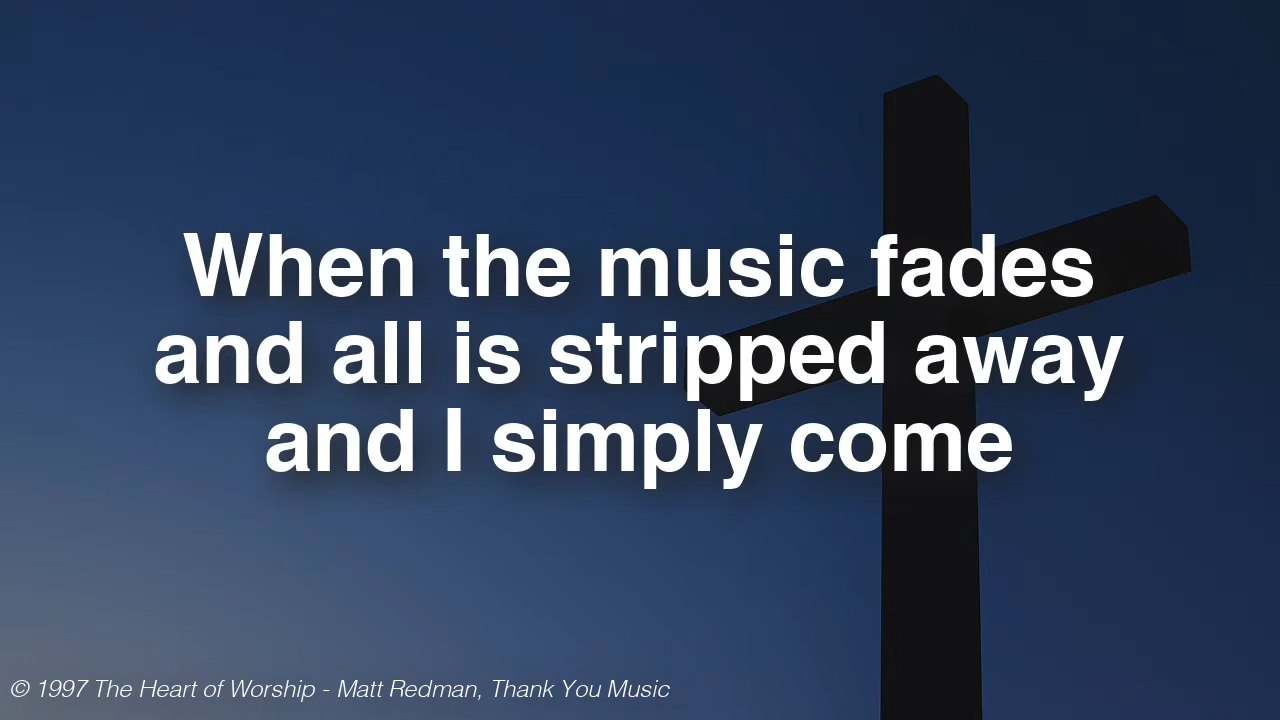 When the music fades
and all is stripped away
and I simply come
© 1997 The Heart of Worship - Matt Redman, Thank You Music